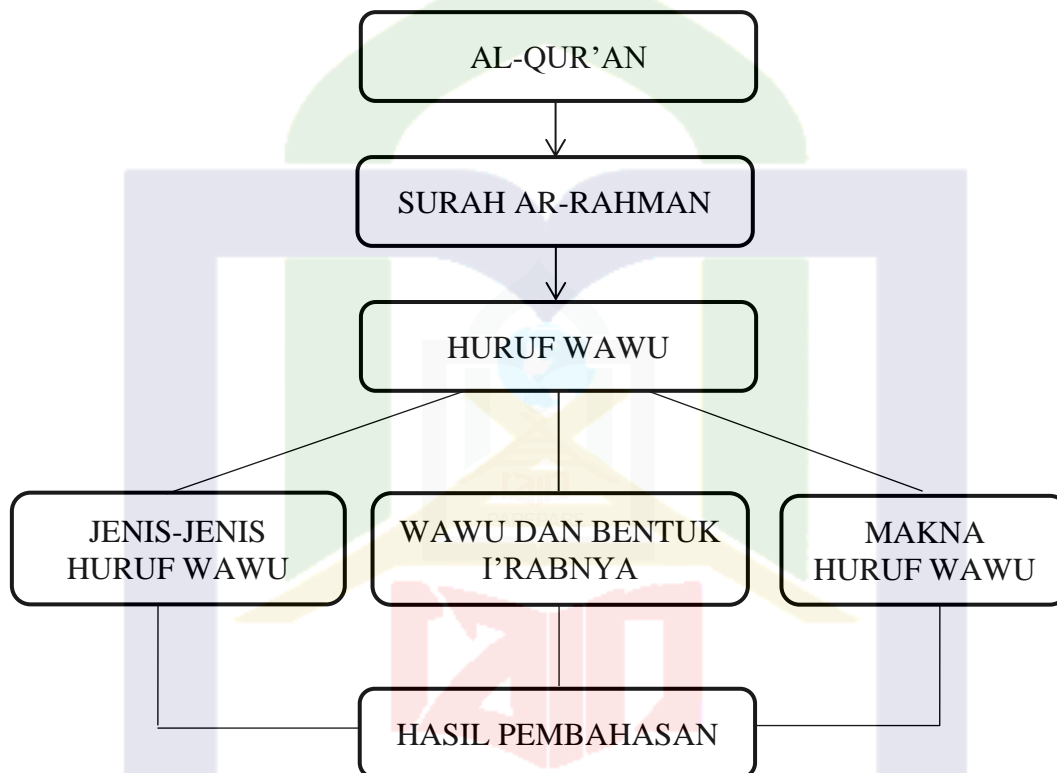 AL-QUR’AN
SURAH AR-RAHMAN
HURUF WAWU
JENIS-JENIS
HURUF WAWU
WAWU DAN BENTUK
I’RABNYA
MAKNA
HURUF WAWU
HASIL PEMBAHASAN